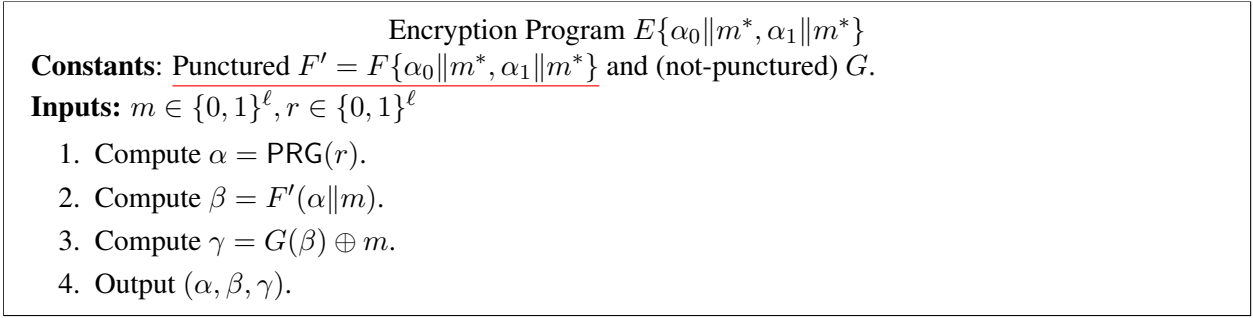 Encryption Program E{α₀‖m*, α₁‖m*}
Constants: Punctured F′ = F{α₀‖m*, α₁‖m*} and (not-punctured) G.
Inputs: m ∈ {0, 1}^ℓ, r ∈ {0, 1}^ℓ
1. Compute α = PRG(r).
2. Compute β = F′(α‖m).
3. Compute γ = G(β) ⊕ m.
4. Output (α, β, γ).